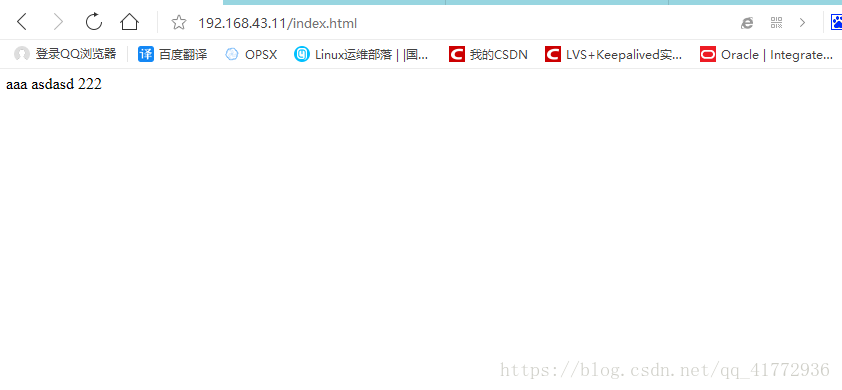 192.168.43.11/index.html
登录QQ浏览器 译 百度翻译 OPSX Linux运维部落 | |国... C 我的CSDN C LVS+Keepalived实... Oracle | Integrate...
aaa asdasd 222
https://blog.csdn.net/qq_41772936